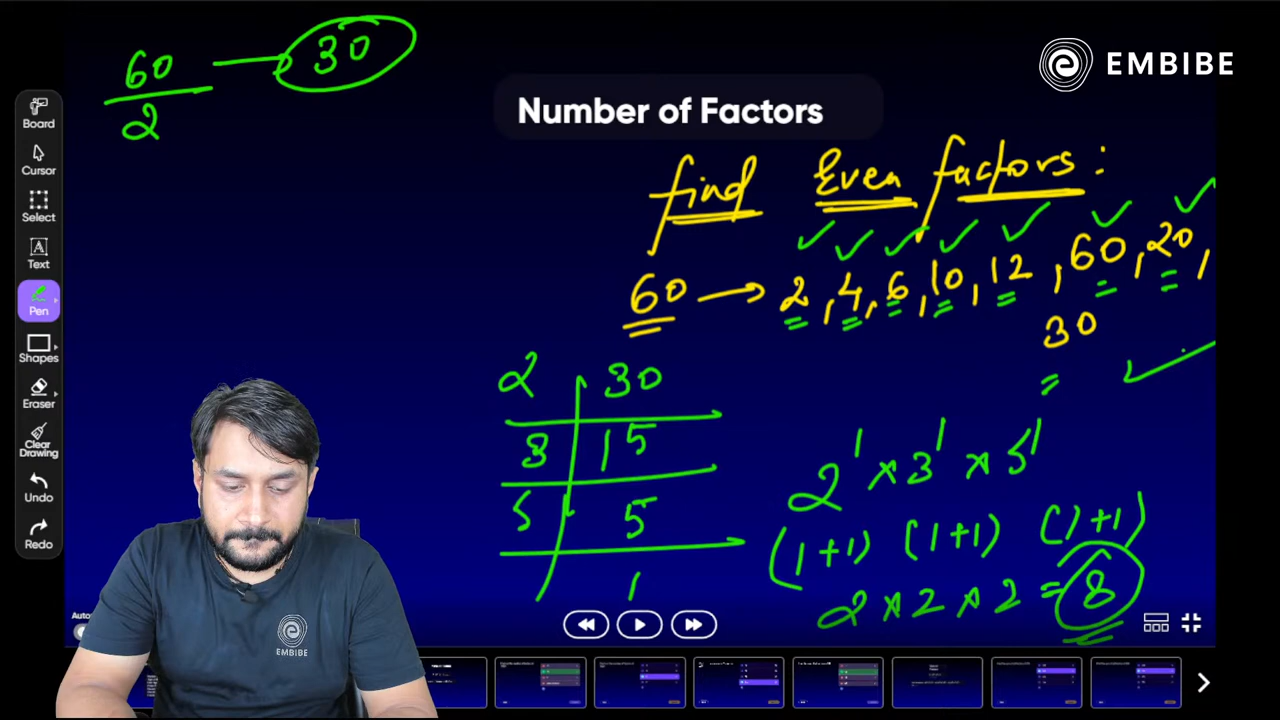 60 — 30
2
EMBIBE
Number of Factors
find Even factors :
60 → 2, 4, 6, 10, 12, 60, 20,
30
Board
Cursor
Select
Text
Pen
Shapes
Eraser
Clear
Drawing
Undo
Redo
2 | 30
3 | 15
5 | 5
1
2¹ × 3¹ × 5¹
(1+1) (1+1) (1+1)
2 × 2 × 2 = 8
EMBIBE